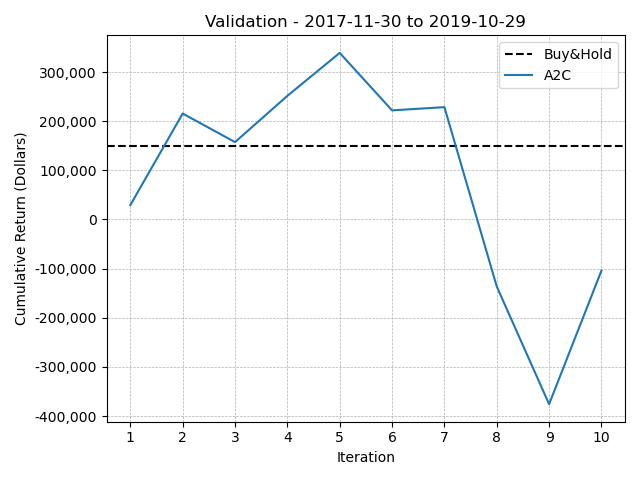 Validation - 2017-11-30 to 2019-10-29
Buy&Hold
A2C
Cumulative Return (Dollars)
300,000
200,000
100,000
0
-100,000
-200,000
-300,000
-400,000
1 2 3 4 5 6 7 8 9 10
Iteration